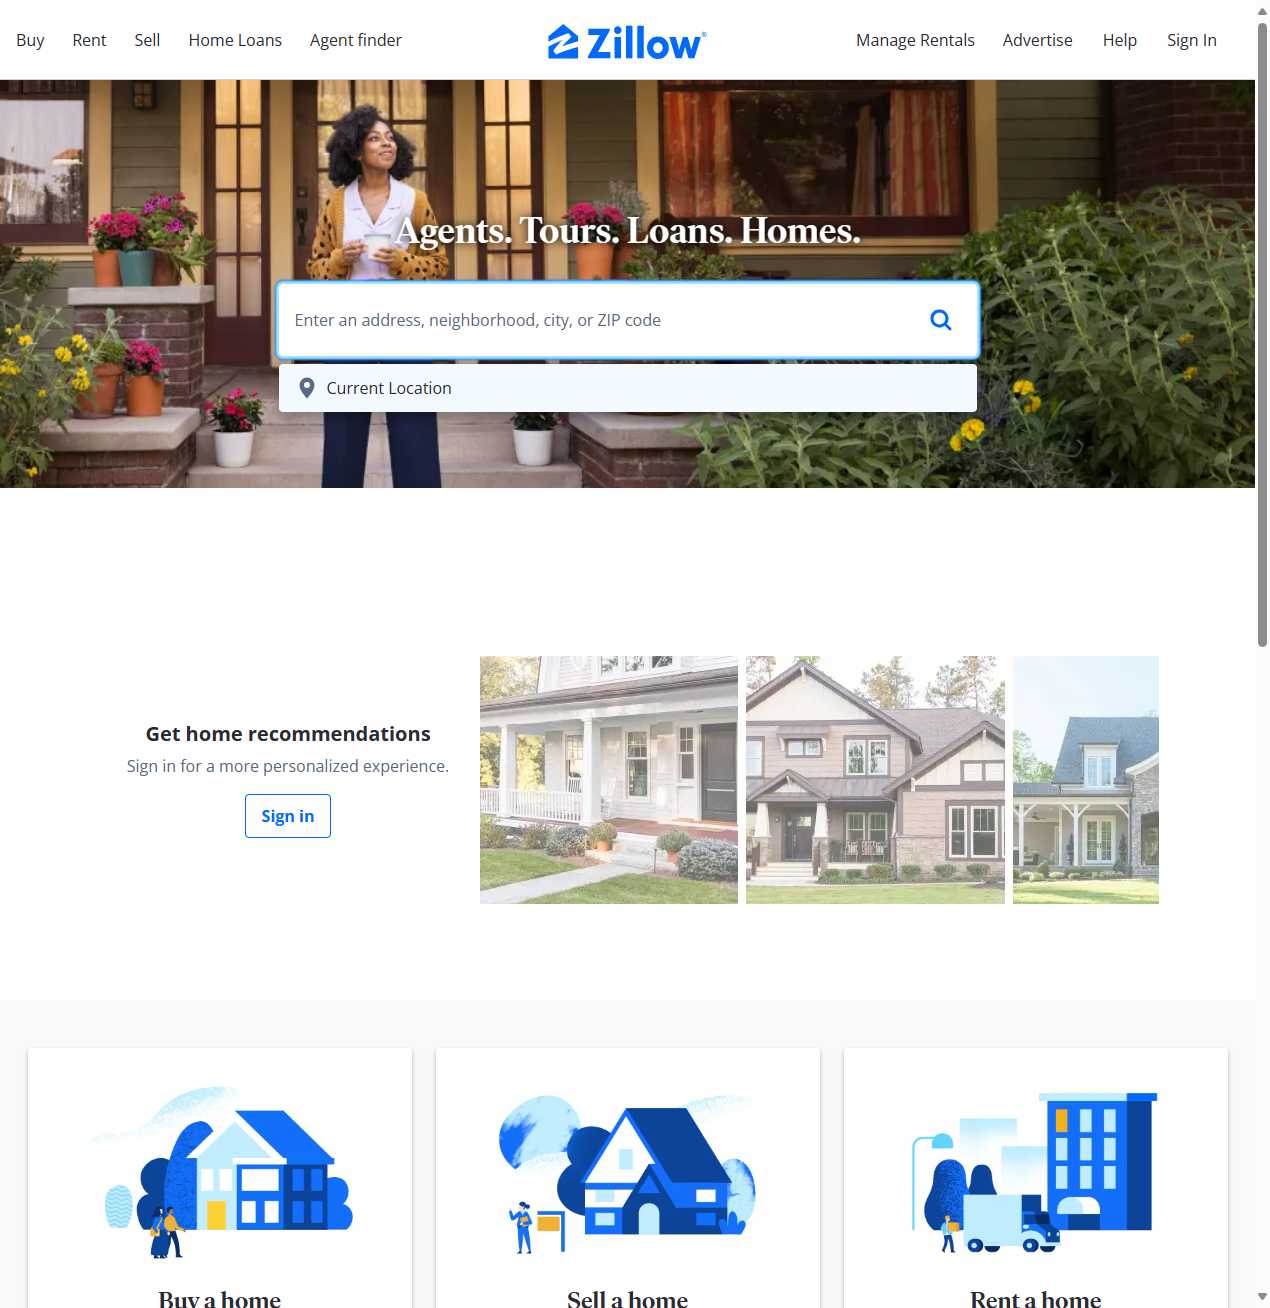 Buy Rent Sell Home Loans Agent finder Zillow® Manage Rentals Advertise Help Sign In
Agents. Tours. Loans. Homes.
Enter an address, neighborhood, city, or ZIP code
Current Location
Get home recommendations
Sign in for a more personalized experience.
Sign in
Buy a home Sell a home Rent a home